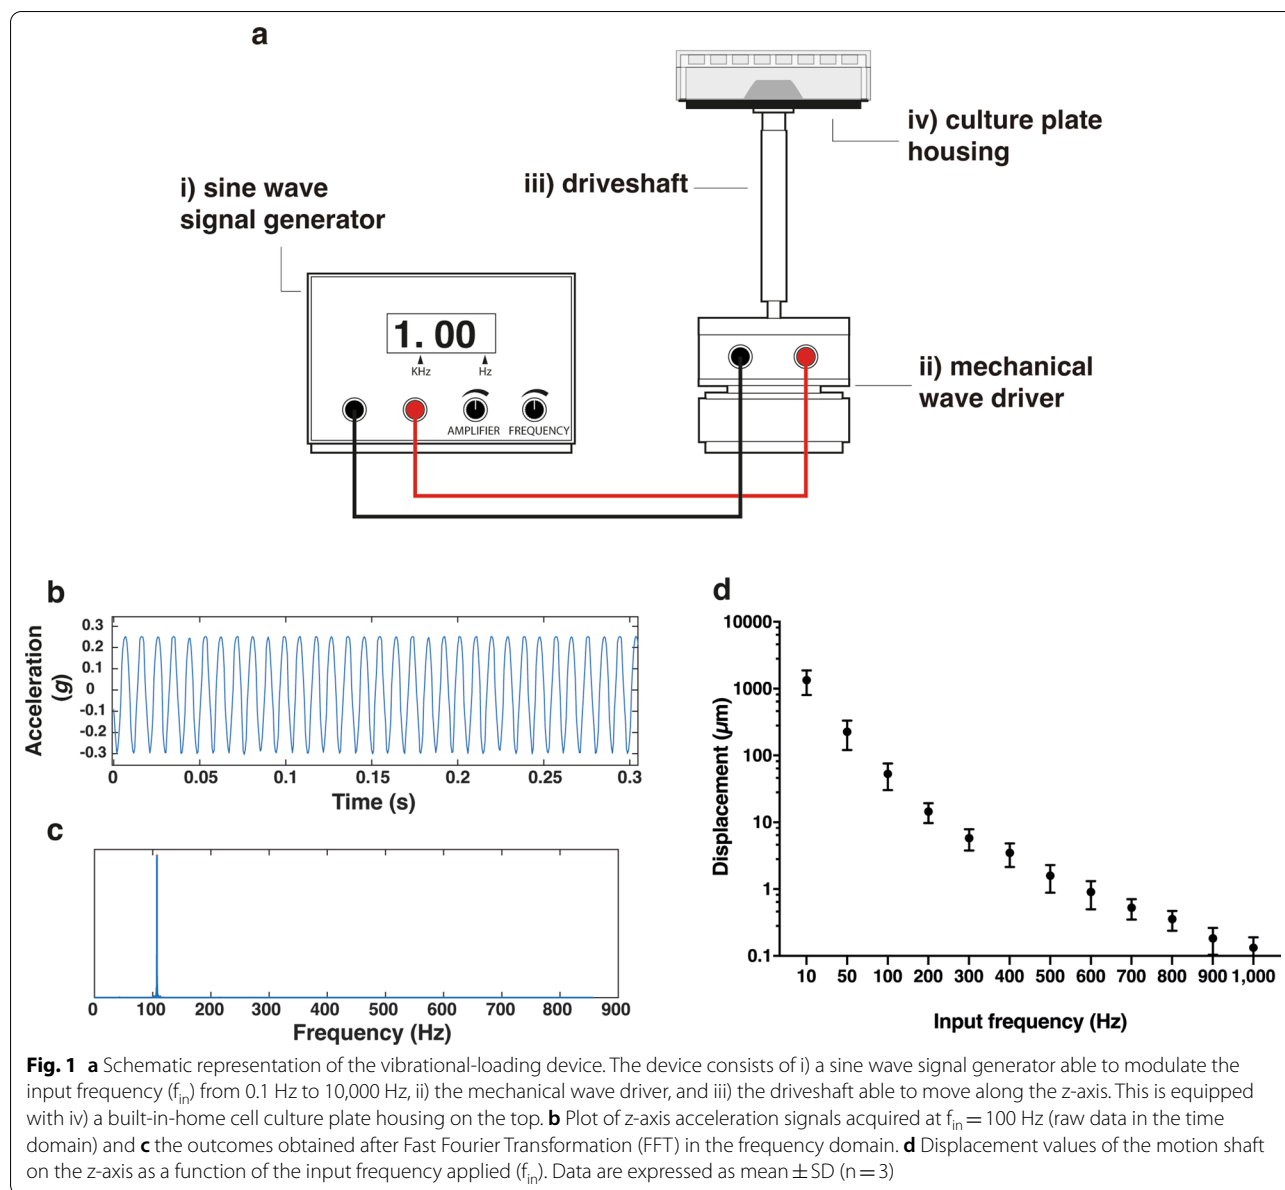 a
iv) culture plate
housing
iii) driveshaft
i) sine wave
signal generator
1. 00
KHz
Hz
AMPLIFIER
FREQUENCY
ii) mechanical
wave driver
b
Acceleration
(g)
0.3
0.2
0.1
0
-0.1
-0.2
-0.3
0 0.05 0.1 0.15 0.2 0.25 0.3
Time (s)
c
0 100 200 300 400 500 600 700 800 900
Frequency (Hz)
d
Displacement (µm)
10000
1000
100
10
1
0.1
10 50 100 200 300 400 500 600 700 800 900 1,000
Input frequency (Hz)
Fig. 1 a Schematic representation of the vibrational-loading device. The device consists of i) a sine wave signal generator able to modulate the
input frequency (fin) from 0.1 Hz to 10,000 Hz, ii) the mechanical wave driver, and iii) the driveshaft able to move along the z-axis. This is equipped
with iv) a built-in-home cell culture plate housing on the top. b Plot of z-axis acceleration signals acquired at fin = 100 Hz (raw data in the time
domain) and c the outcomes obtained after Fast Fourier Transformation (FFT) in the frequency domain. d Displacement values of the motion shaft
on the z-axis as a function of the input frequency applied (fin). Data are expressed as mean ± SD (n = 3)